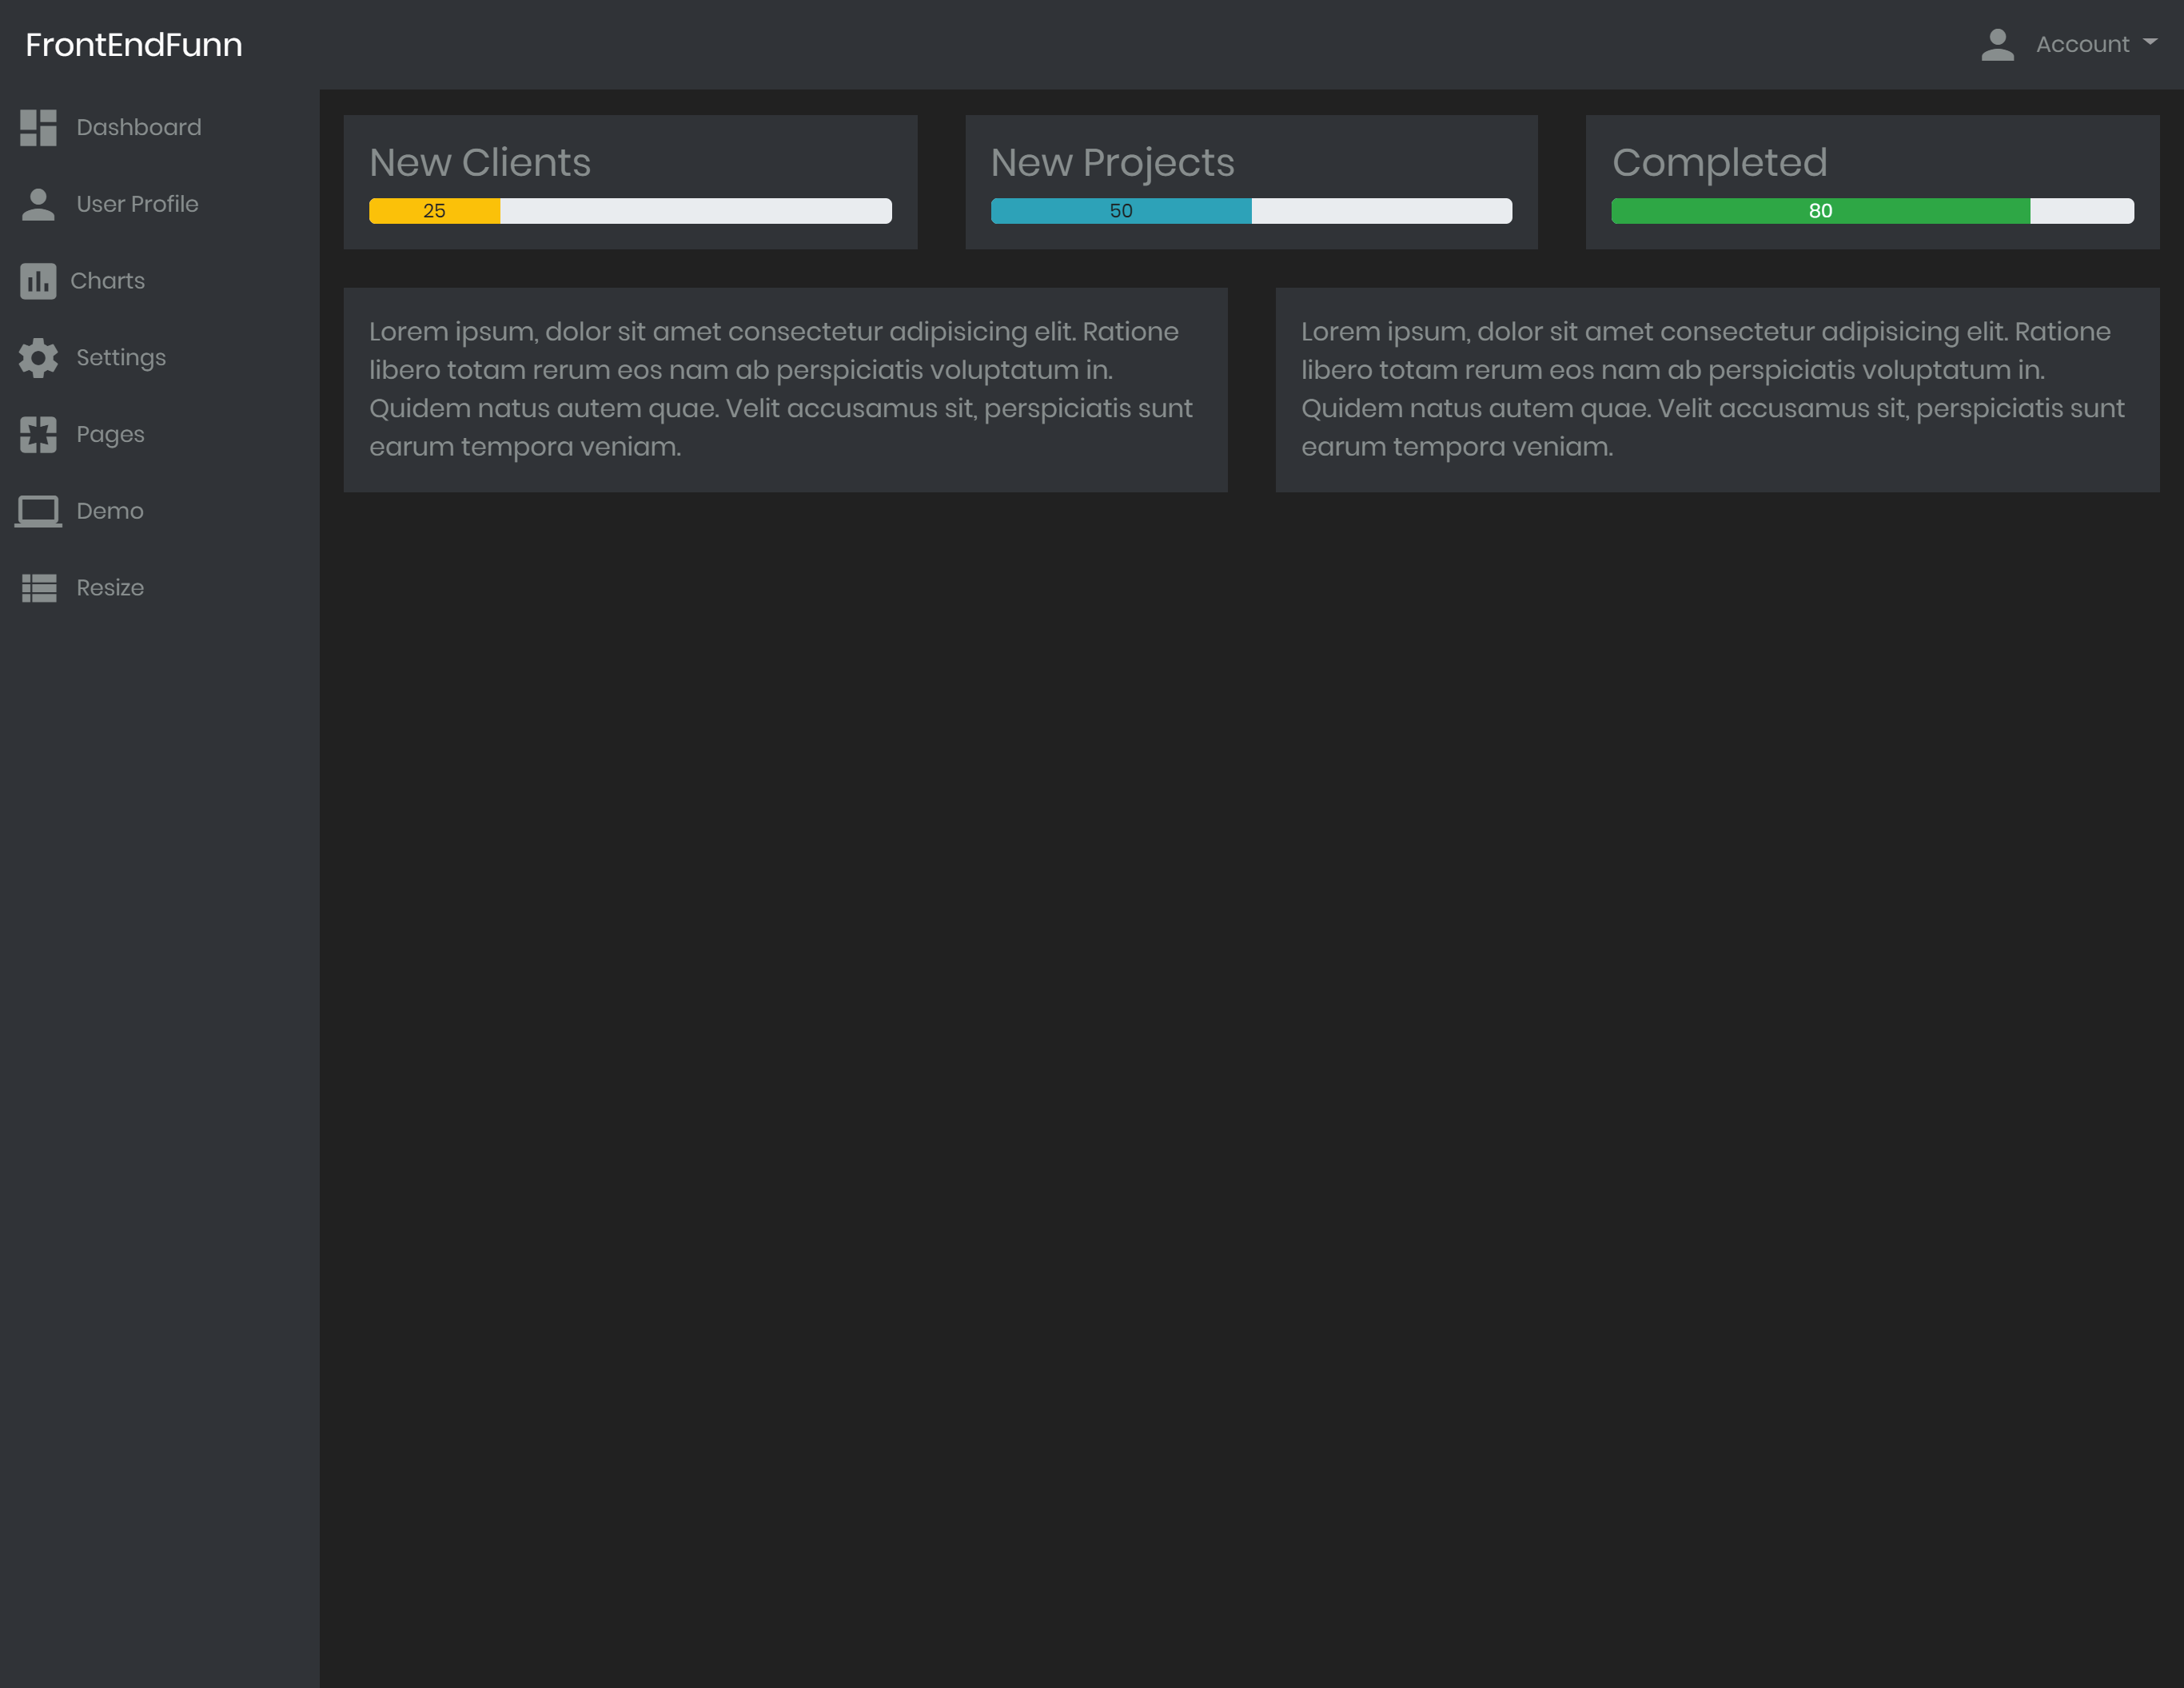 FrontEndFunn
Account
Dashboard
User Profile
Charts
Settings
Pages
Demo
Resize
New Clients
25
New Projects
50
Completed
80
Lorem ipsum, dolor sit amet consectetur adipisicing elit. Ratione
libero totam rerum eos nam ab perspiciatis voluptatum in.
Quidem natus autem quae. Velit accusamus sit, perspiciatis sunt
earum tempora veniam.
Lorem ipsum, dolor sit amet consectetur adipisicing elit. Ratione
libero totam rerum eos nam ab perspiciatis voluptatum in.
Quidem natus autem quae. Velit accusamus sit, perspiciatis sunt
earum tempora veniam.